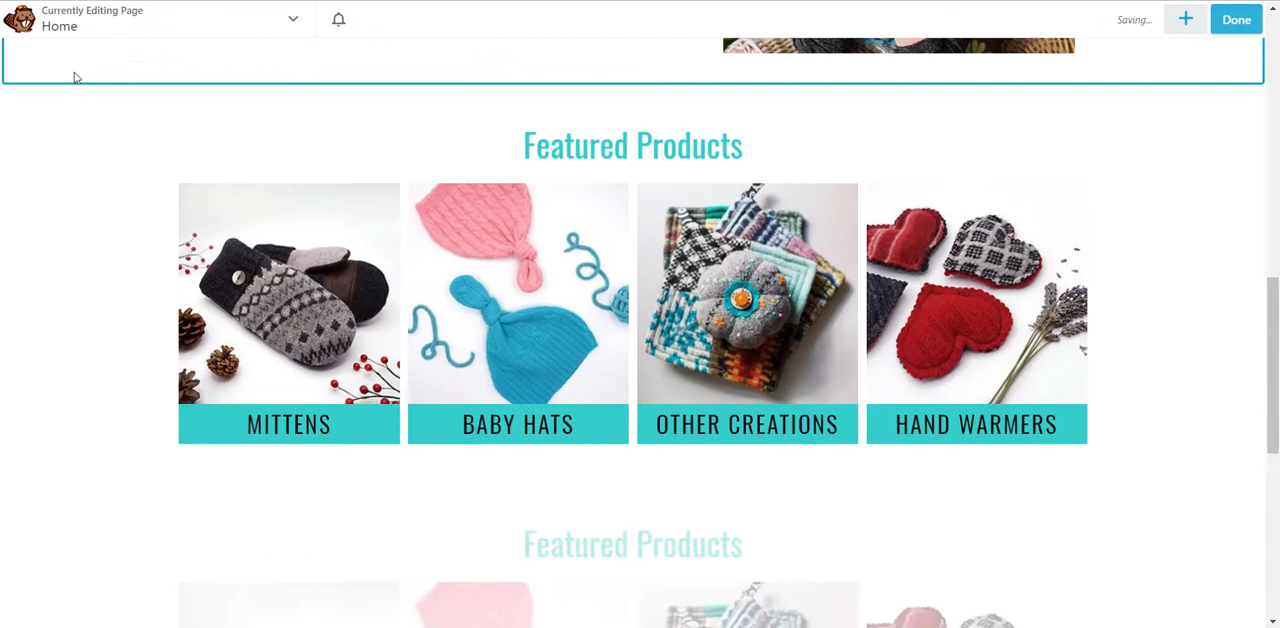 Currently Editing Page
Home
Saving...
Done
Featured Products
MITTENS
BABY HATS
OTHER CREATIONS
HAND WARMERS
Featured Products